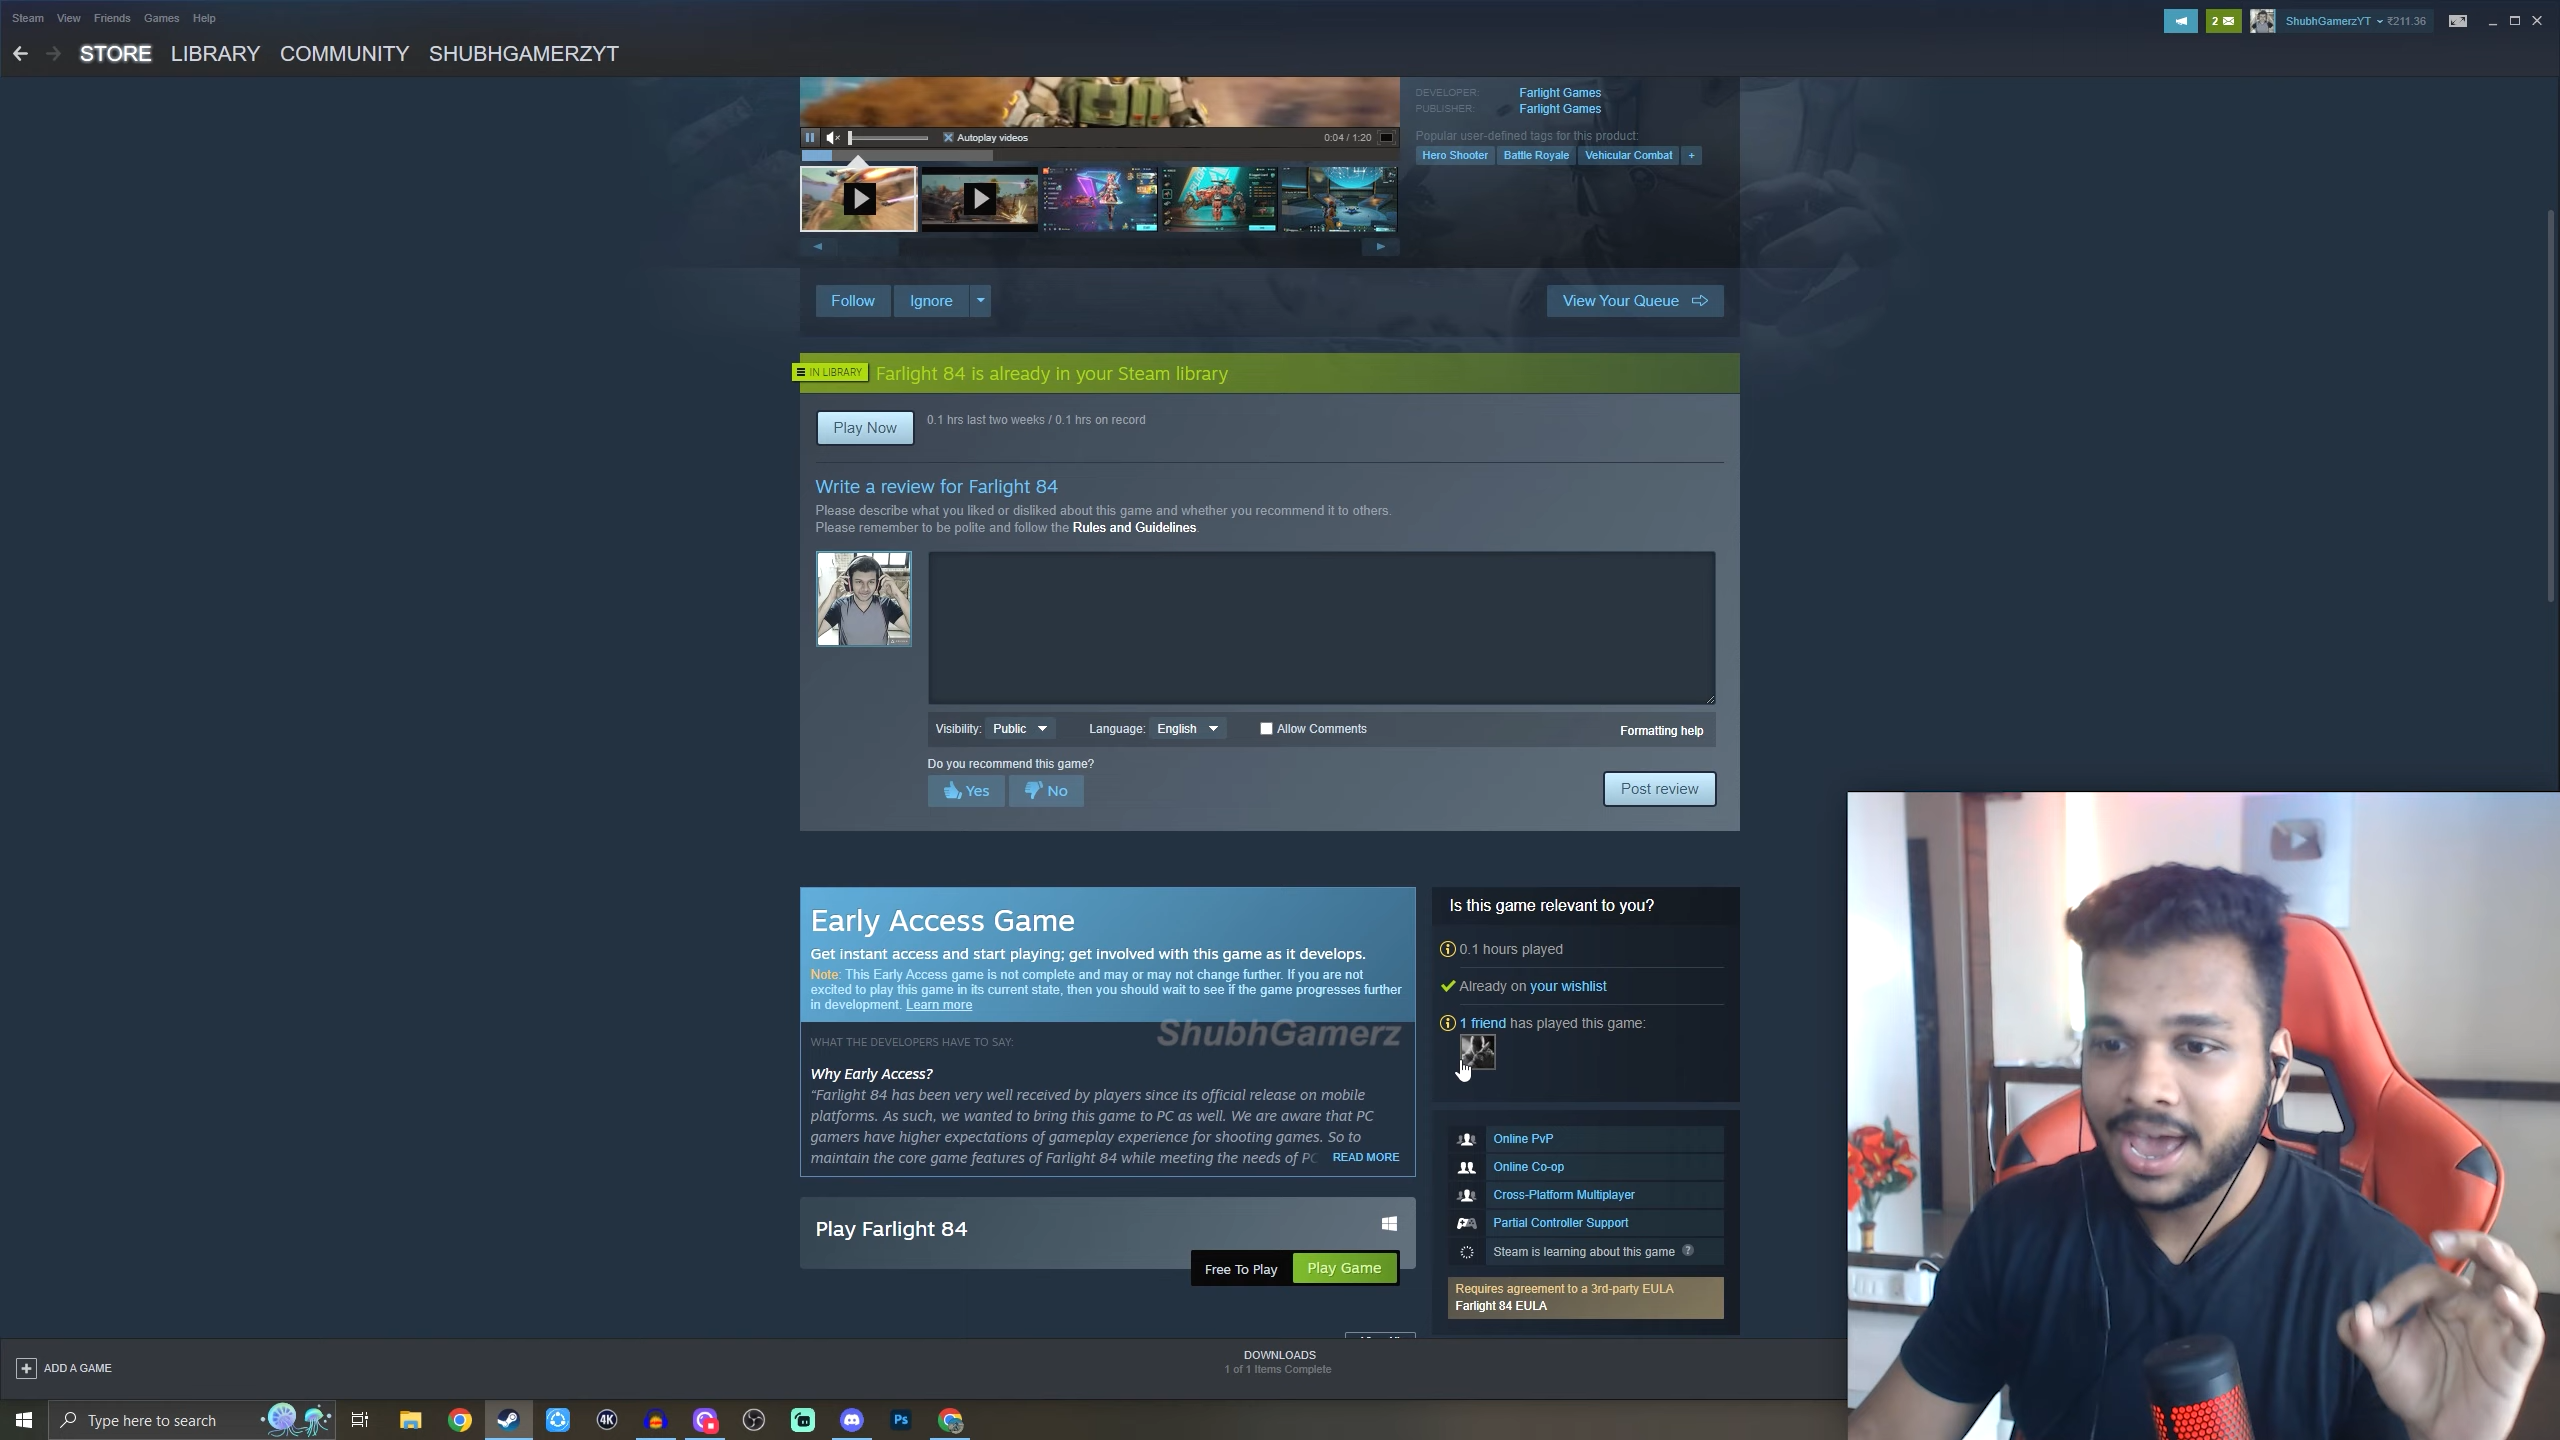 Steam View Friends Games Help
2
ShubhGamerzYT ₹211.36
STORE LIBRARY COMMUNITY SHUBHGAMERZYT
DEVELOPER: Farlight Games
PUBLISHER: Farlight Games
Autoplay videos
0:04 / 1:20
Popular user-defined tags for this product:
Hero Shooter Battle Royale Vehicular Combat +
Follow Ignore
View Your Queue
IN LIBRARY Farlight 84 is already in your Steam library
Play Now 0.1 hrs last two weeks / 0.1 hrs on record
Write a review for Farlight 84
Please describe what you liked or disliked about this game and whether you recommend it to others.
Please remember to be polite and follow the Rules and Guidelines.
Visibility: Public Language: English Allow Comments Formatting help
Do you recommend this game?
Yes No Post review
Early Access Game
Get instant access and start playing; get involved with this game as it develops.
Note: This Early Access game is not complete and may or may not change further. If you are not
excited to play this game in its current state, then you should wait to see if the game progresses further
in development. Learn more
ShubhGamerz
WHAT THE DEVELOPERS HAVE TO SAY:
Why Early Access?
“Farlight 84 has been very well received by players since its official release on mobile
platforms. As such, we wanted to bring this game to PC as well. We are aware that PC
gamers have higher expectations of gameplay experience for shooting games. So to
maintain the core game features of Farlight 84 while meeting the needs of PC READ MORE
Play Farlight 84
Free To Play Play Game
Is this game relevant to you?
0.1 hours played
Already on your wishlist
1 friend has played this game:
Online PvP
Online Co-op
Cross-Platform Multiplayer
Partial Controller Support
Steam is learning about this game ?
Requires agreement to a 3rd-party EULA
Farlight 84 EULA
ADD A GAME
DOWNLOADS
1 of 1 Items Complete
Type here to search
4K
Ps